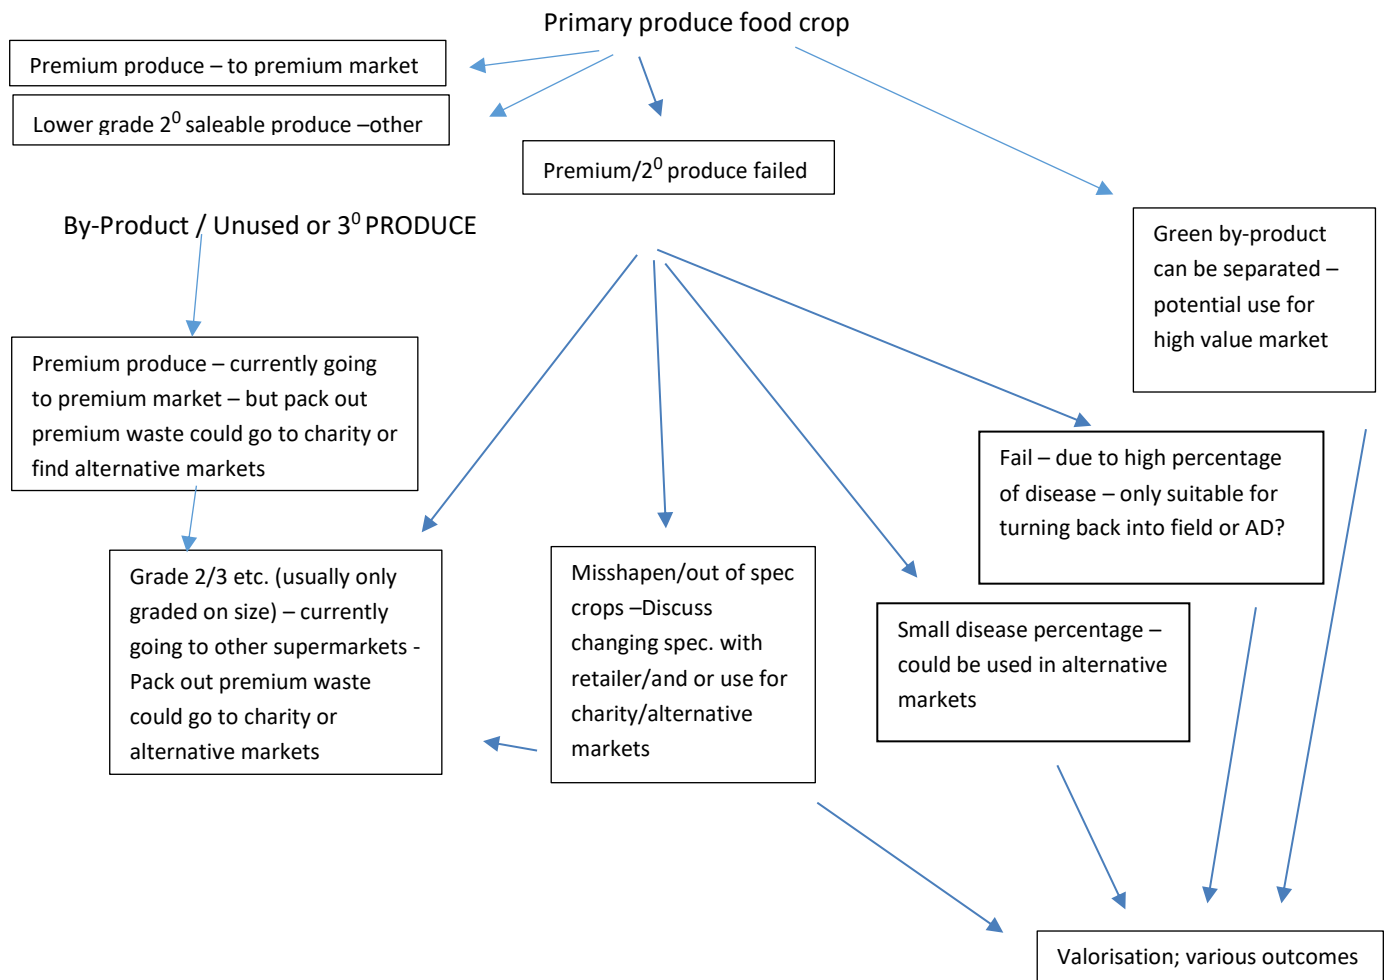 Primary produce food crop
Premium produce – to premium market
Lower grade 2⁰ saleable produce –other
Premium/2⁰ produce failed
By-Product / Unused or 3⁰ PRODUCE
Green by-product
can be separated –
potential use for
high value market
Premium produce – currently going
to premium market – but pack out
premium waste could go to charity or
find alternative markets
Fail – due to high percentage
of disease – only suitable for
turning back into field or AD?
Grade 2/3 etc. (usually only
graded on size) – currently
going to other supermarkets -
Pack out premium waste
could go to charity or
alternative markets
Misshapen/out of spec
crops –Discuss
changing spec. with
retailer/and or use for
charity/alternative
markets
Small disease percentage –
could be used in alternative
markets
Valorisation; various outcomes